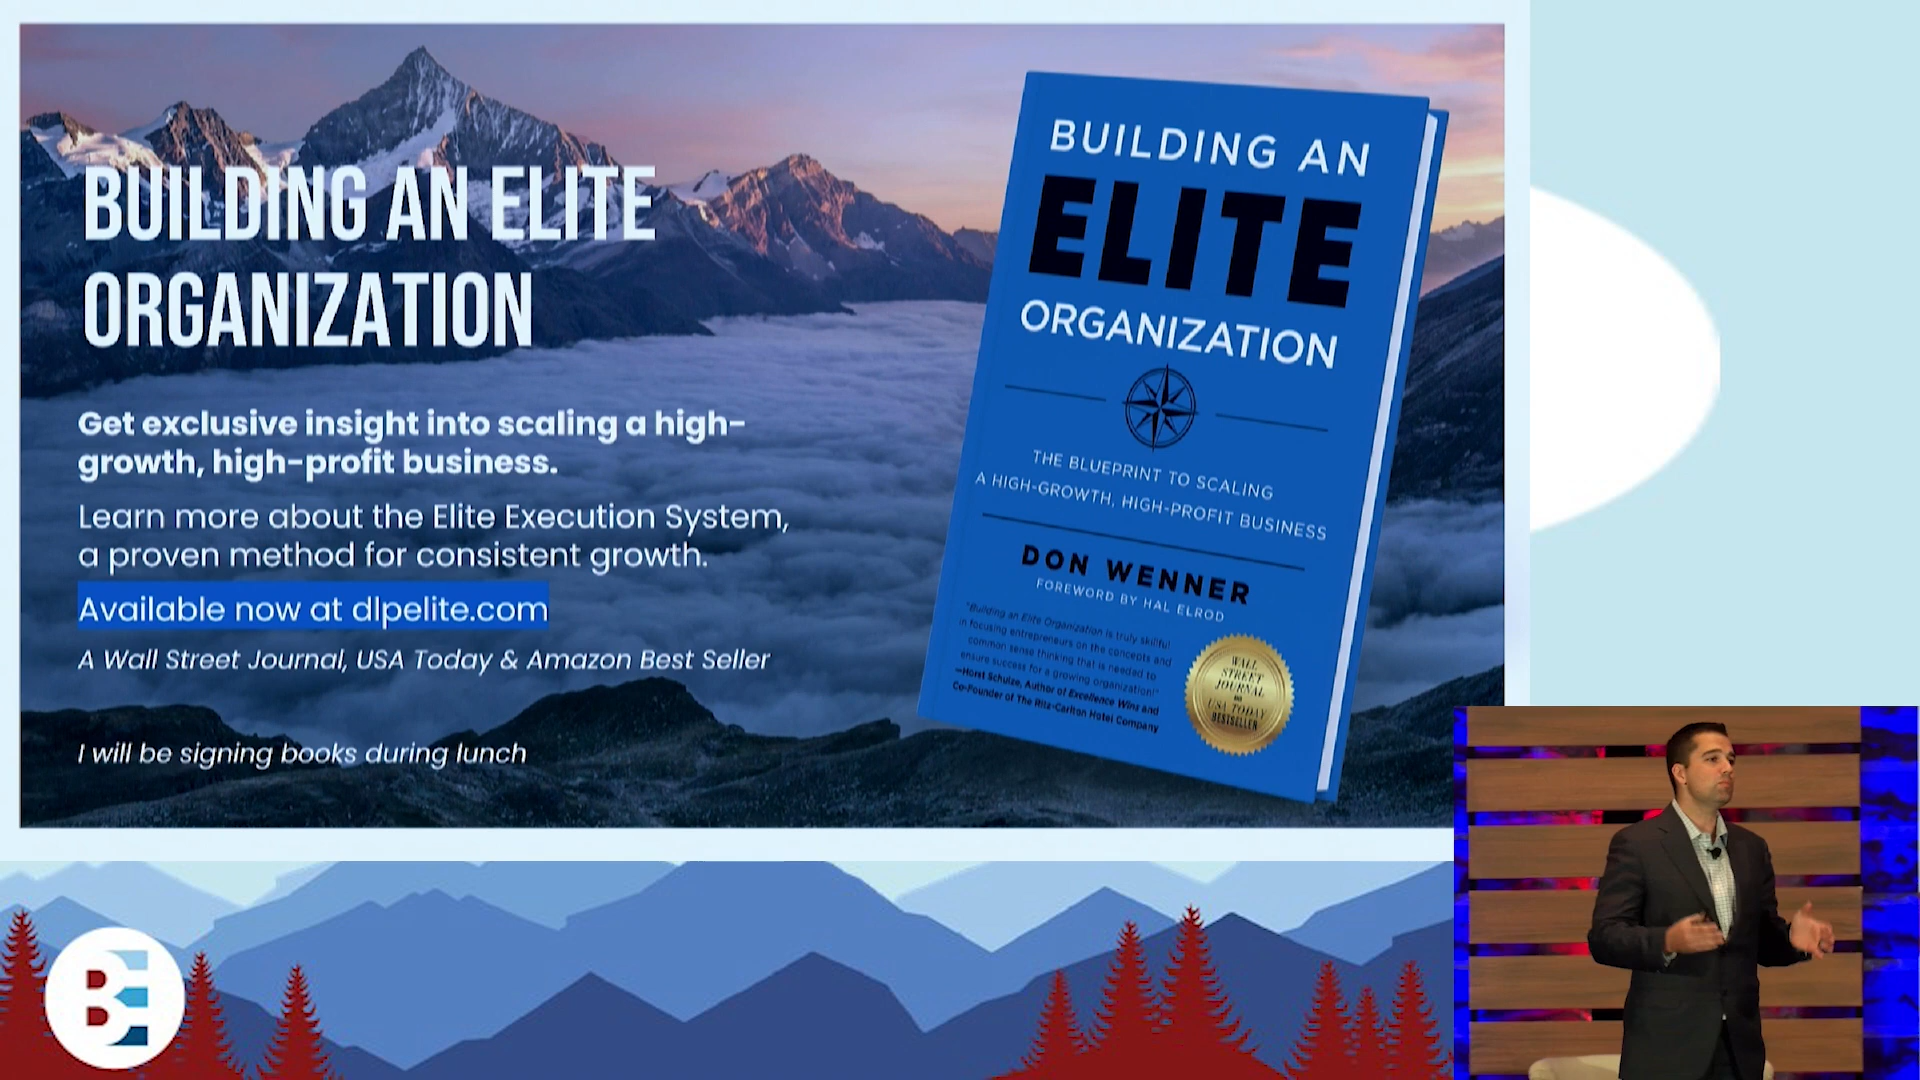 BUILDING AN ELITE
ORGANIZATION
Get exclusive insight into scaling a high-
growth, high-profit business.
Learn more about the Elite Execution System,
a proven method for consistent growth.
Available now at dlpelite.com
A Wall Street Journal, USA Today & Amazon Best Seller
I will be signing books during lunch
BUILDING AN
ELITE
ORGANIZATION
THE BLUEPRINT TO SCALING
A HIGH-GROWTH, HIGH-PROFIT BUSINESS
DON WENNER
FOREWORD BY HAL ELROD
"Building an Elite Organization is truly skillful
in focusing entrepreneurs on the concepts and
common sense thinking that is needed to
ensure success for a growing organization!"
—Horst Schulze, Author of Excellence Wins and
Co-Founder of The Ritz-Carlton Hotel Company
WALL
STREET
JOURNAL
USA TODAY
BESTSELLER
BE